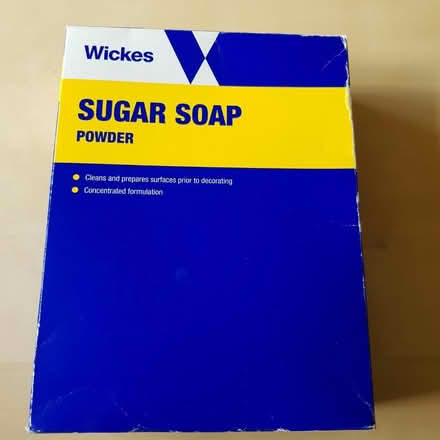 Wickes
SUGAR SOAP
POWDER
Cleans and prepares surfaces prior to decorating
Concentrated formulation